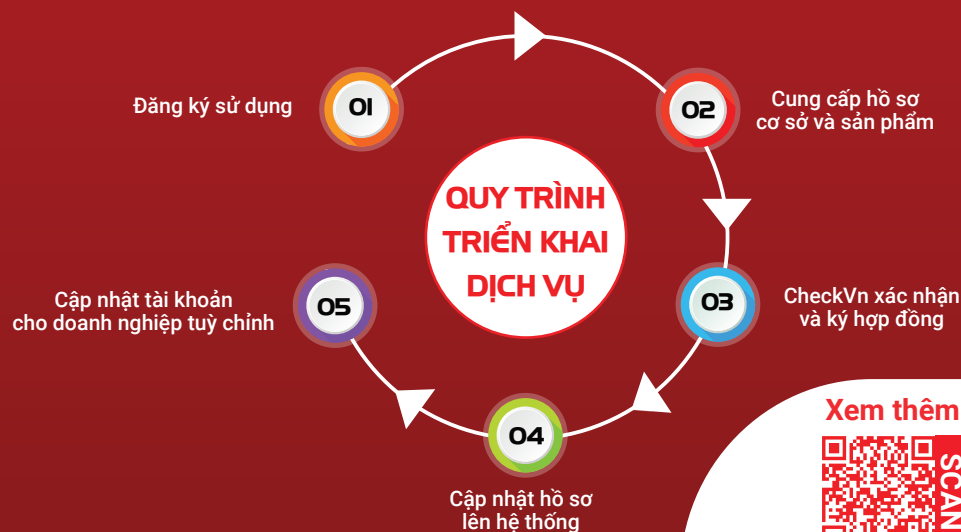 01
Đăng ký sử dụng
02
Cung cấp hồ sơ
cơ sở và sản phẩm
QUY TRÌNH
TRIỂN KHAI
DỊCH VỤ
03
CheckVn xác nhận
và ký hợp đồng
04
Cập nhật hồ sơ
lên hệ thống
05
Cập nhật tài khoản
cho doanh nghiệp tuỳ chỉnh
Xem thêm
SCAN